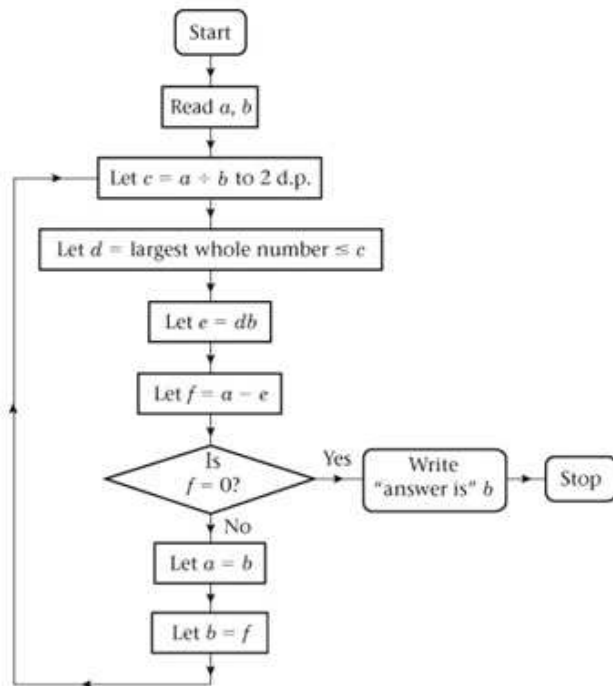 Start
Read a, b
Let c = a ÷ b to 2 d.p.
Let d = largest whole number ≤ c
Let e = db
Let f = a − e
Is
f = 0?
Yes
Write
“answer is” b
Stop
No
Let a = b
Let b = f